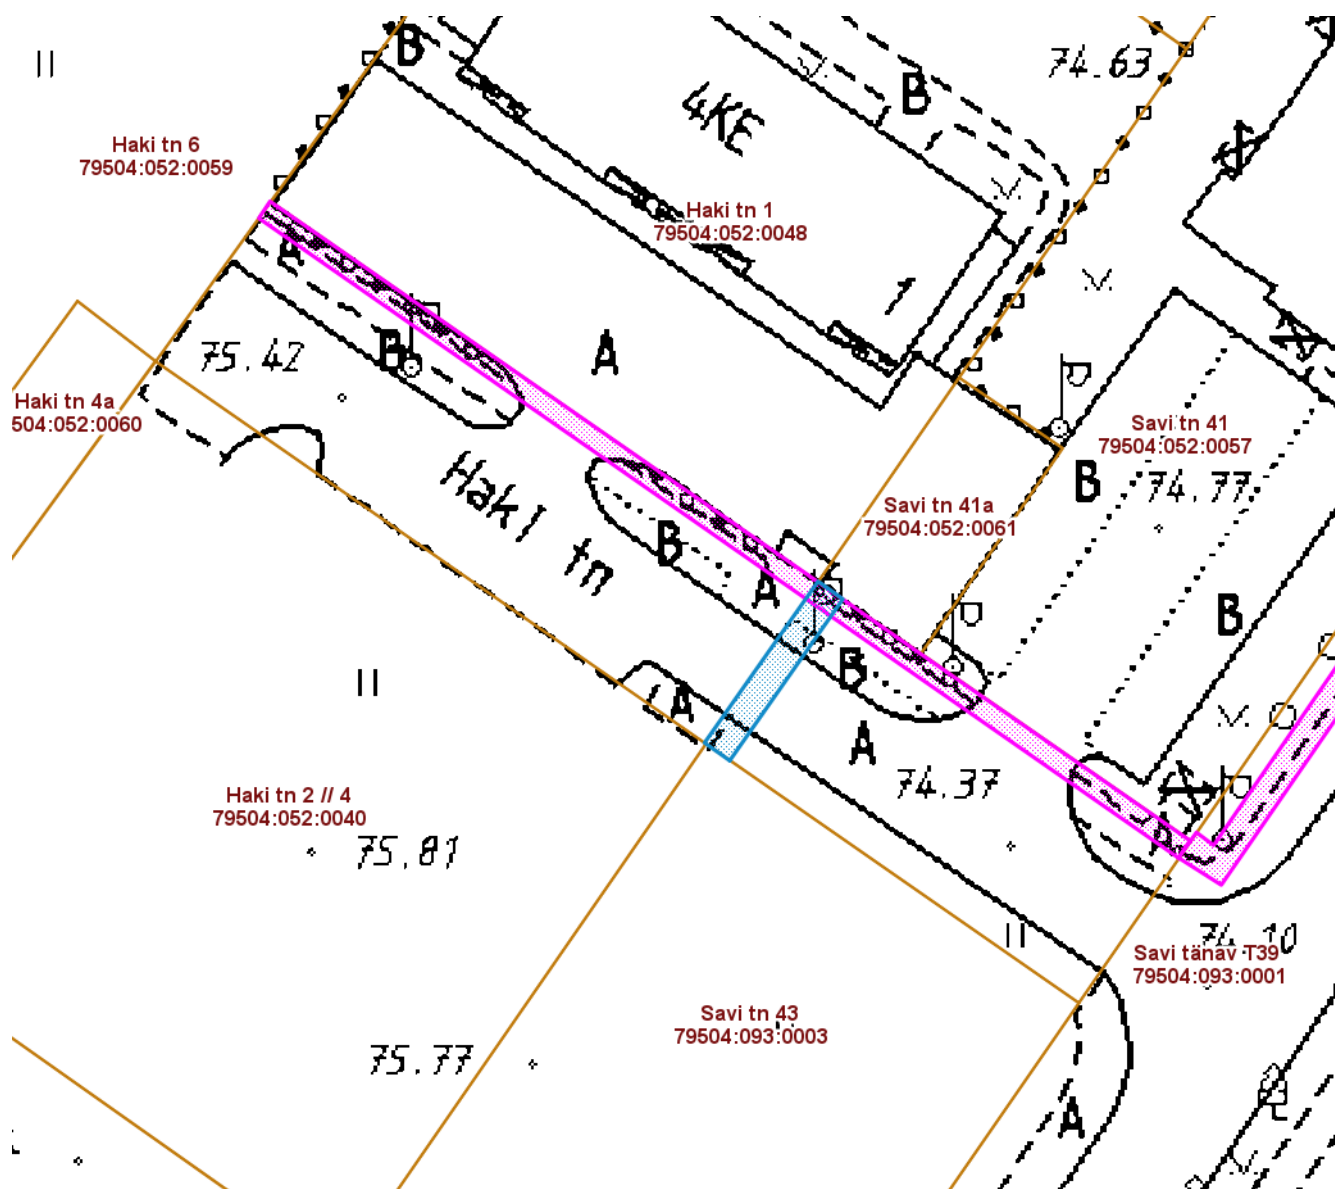 B
74.63
B
4KE
Haki tn 6
79504:052:0059
Haki tn 1
79504:052:0048
A
1
75.42
B
A
Haki tn 4a
504:052:0060
Savi tn 41
79504:052:0057
B
74.77
Haki tn
Savi tn 41a
79504:052:0061
B
A
B
B
A
A
74.37
Haki tn 2 // 4
79504:052:0040
75.81
74.10
Savi tänav T39
79504:093:0001
Savi tn 43
79504:093:0003
75.77
A